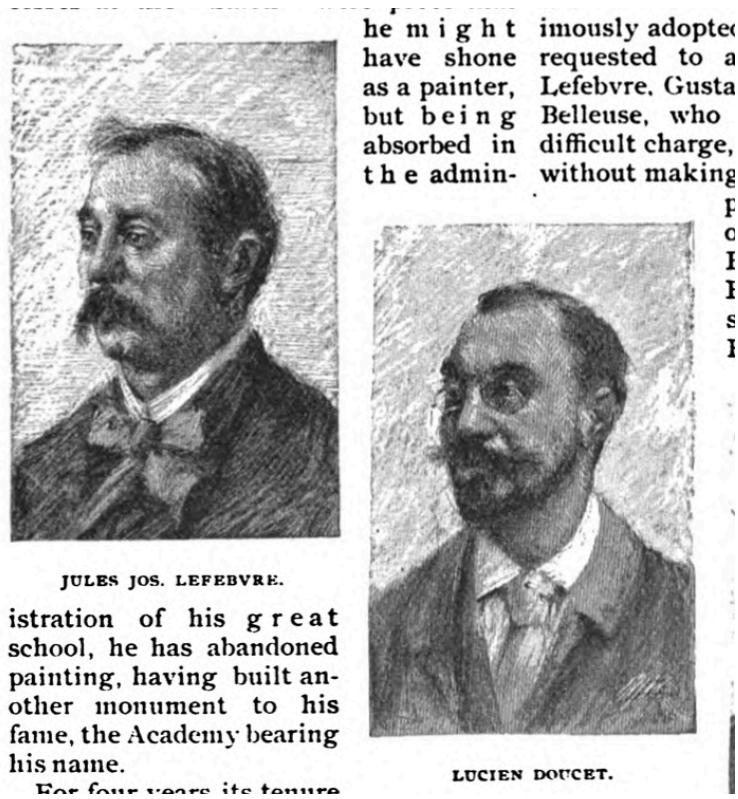 he might
have shone
as a painter,
but being
absorbed in
the admin-
JULES JOS. LEFEBVRE.
istration of his great
school, he has abandoned
painting, having built an-
other monument to his
fame, the Academy bearing
his name.
For four years its tenure
imously adopted
requested to a
Lefebvre, Gusta
Belleuse, who
difficult charge,
without making
LUCIEN DOUCET.